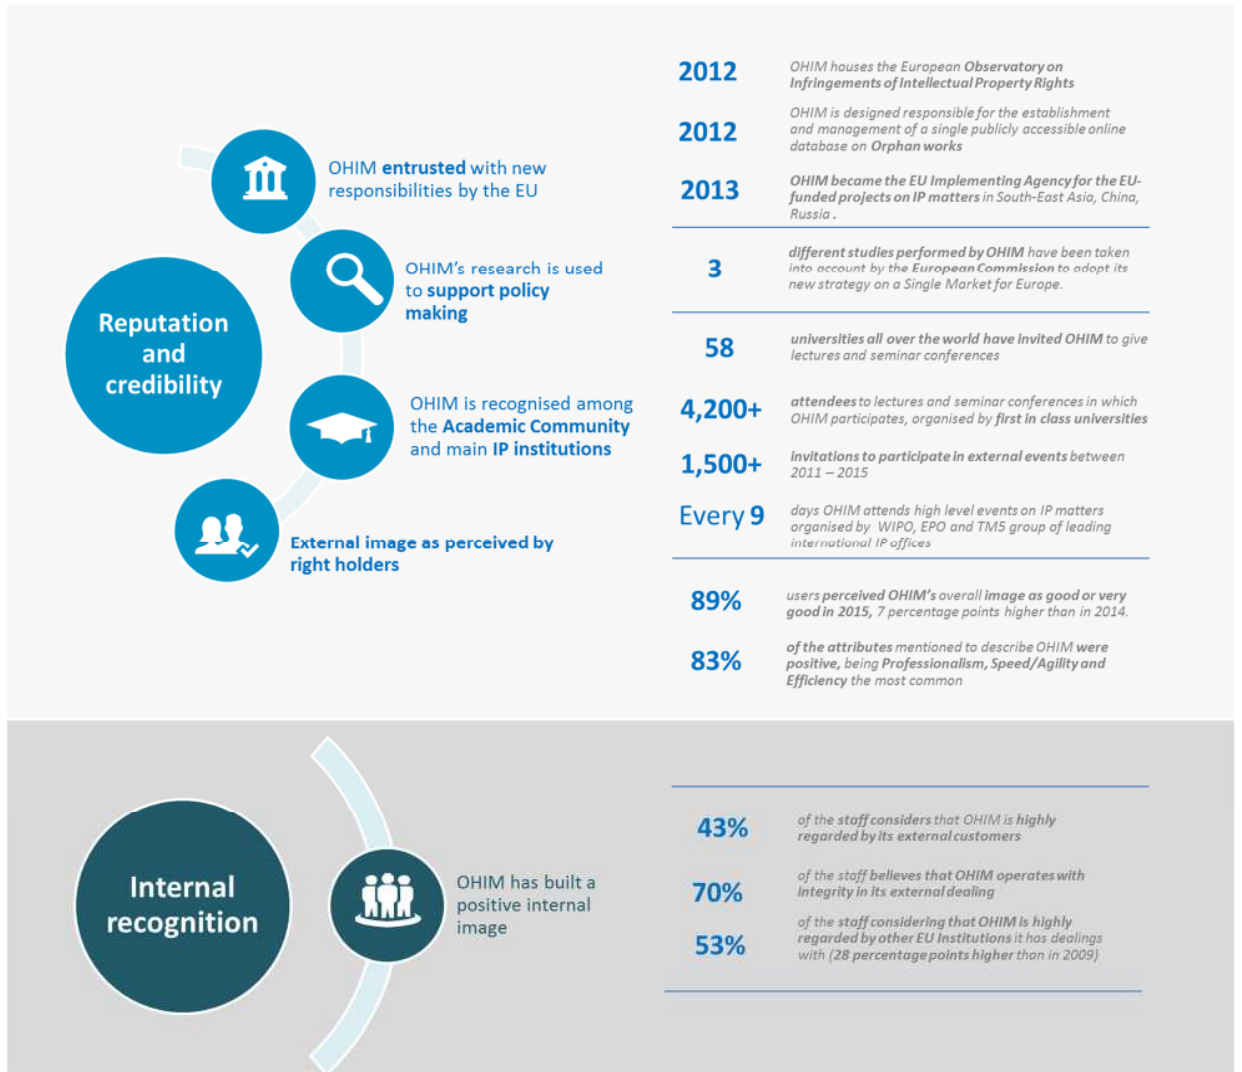 2012
OHIM houses the European Observatory on
Infringements of Intellectual Property Rights
2012
OHIM is designed responsible for the establishment
and management of a single publicly accessible online
database on Orphan works
2013
OHIM became the EU Implementing Agency for the EU-
funded projects on IP matters in South-East Asia, China,
Russia .
OHIM entrusted with new
responsibilities by the EU
3
different studies performed by OHIM have been taken
into account by the European Commission to adopt its
new strategy on a Single Market for Europe.
OHIM's research is used
to support policy
making
Reputation
and
credibility
58
universities all over the world have invited OHIM to give
lectures and seminar conferences
4,200+
attendees to lectures and seminar conferences in which
OHIM participates, organised by first in class universities
1,500+
invitations to participate in external events between
2011 – 2015
Every 9
days OHIM attends high level events on IP matters
organised by WIPO, EPO and TM5 group of leading
international IP offices
OHIM is recognised among
the Academic Community
and main IP institutions
External image as perceived by
right holders
89%
users perceived OHIM's overall image as good or very
good in 2015, 7 percentage points higher than in 2014.
83%
of the attributes mentioned to describe OHIM were
positive, being Professionalism, Speed/Agility and
Efficiency the most common
Internal
recognition
OHIM has built a
positive internal
image
43%
of the staff considers that OHIM is highly
regarded by its external customers
70%
of the staff believes that OHIM operates with
integrity in its external dealing
53%
of the staff considering that OHIM is highly
regarded by other EU Institutions it has dealings
with (28 percentage points higher than in 2009)